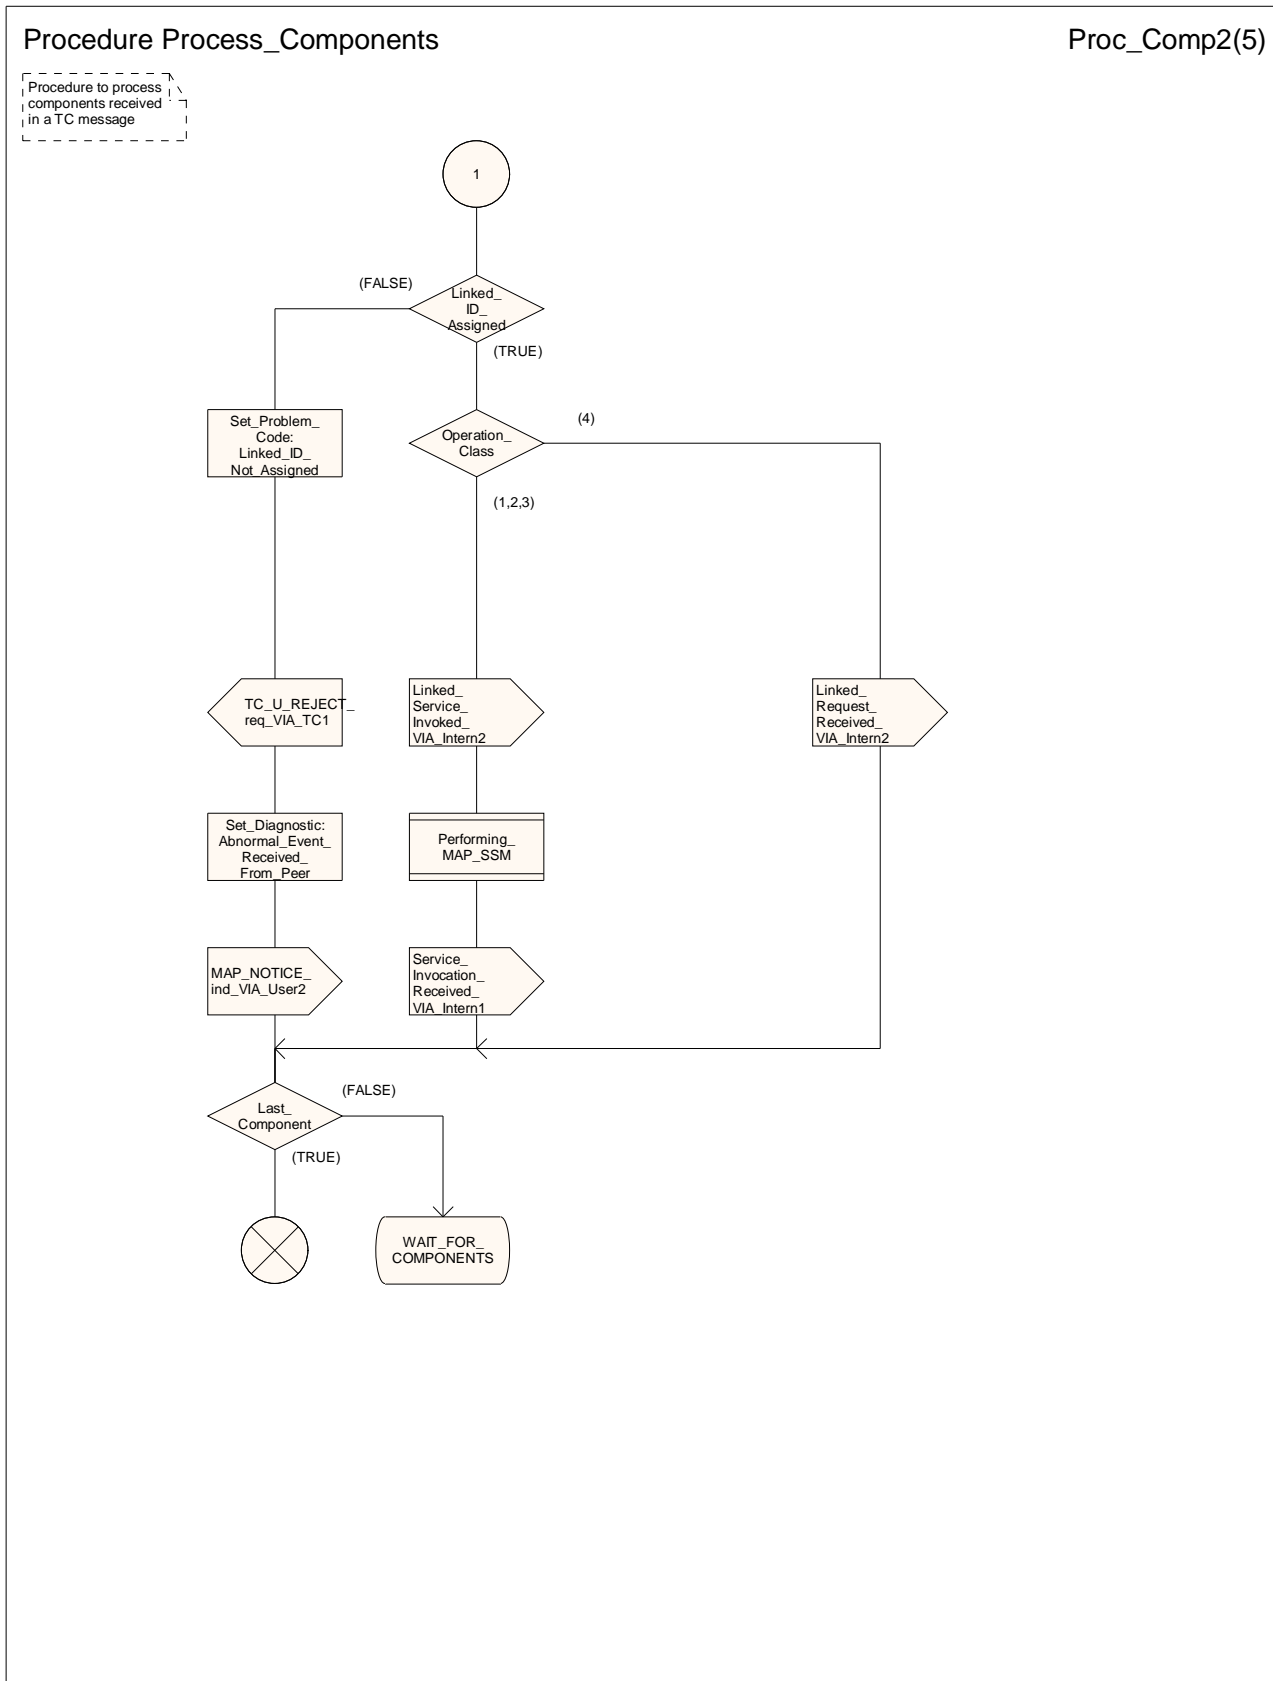 Procedure Process_Components
Proc_Comp2(5)
Procedure to process
components received
in a TC message
1
(FALSE)
Linked_
ID_
Assigned
(TRUE)
Set_Problem_
Code:
Linked_ID_
Not_Assigned
Operation_
Class
(4)
(1,2,3)
TC_U_REJECT_
req_VIA_TC1
Linked_
Service_
Invoked_
VIA_Intern2
Linked_
Request_
Received_
VIA_Intern2
Set_Diagnostic:
Abnormal_Event_
Received_
From_Peer
Performing_
MAP_SSM
MAP_NOTICE_
ind_VIA_User2
Service_
Invocation_
Received_
VIA_Intern1
(FALSE)
Last_
Component
(TRUE)
WAIT_FOR_
COMPONENTS